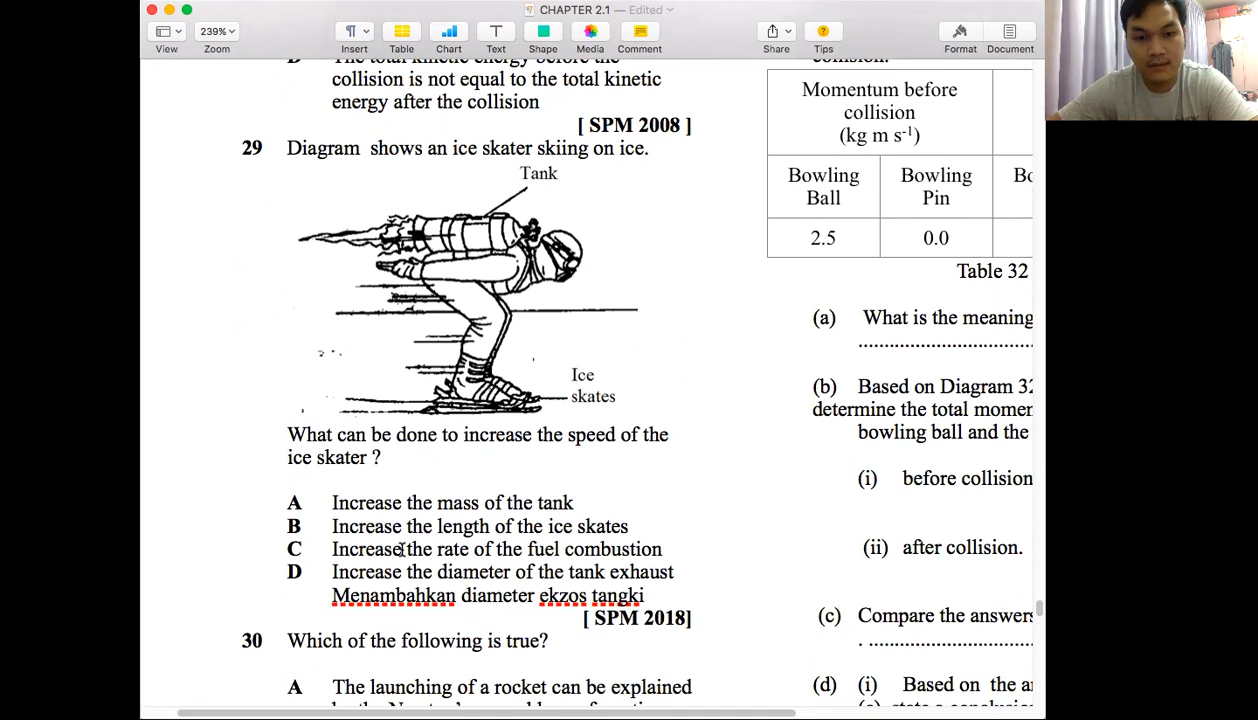 CHAPTER 2.1 — Edited
239%
View
Zoom
Insert
Table
Chart
Text
Shape
Media
Comment
Share
Tips
Format
Document
collision is not equal to the total kinetic
energy after the collision
[ SPM 2008 ]
29 Diagram shows an ice skater skiing on ice.
Tank
Ice
skates
What can be done to increase the speed of the
ice skater ?
A Increase the mass of the tank
B Increase the length of the ice skates
C Increase the rate of the fuel combustion
D Increase the diameter of the tank exhaust
Menambahkan diameter ekzos tangki
[ SPM 2018]
30 Which of the following is true?
A The launching of a rocket can be explained
collision.
Momentum before
collision
(kg m s-1)
Bowling
Ball
Bowling
Pin
Bo
2.5
0.0
Table 32
(a) What is the meaning
(b) Based on Diagram 32
determine the total momen
bowling ball and the
(i) before collision
(ii) after collision.
(c) Compare the answers
(d) (i) Based on the an